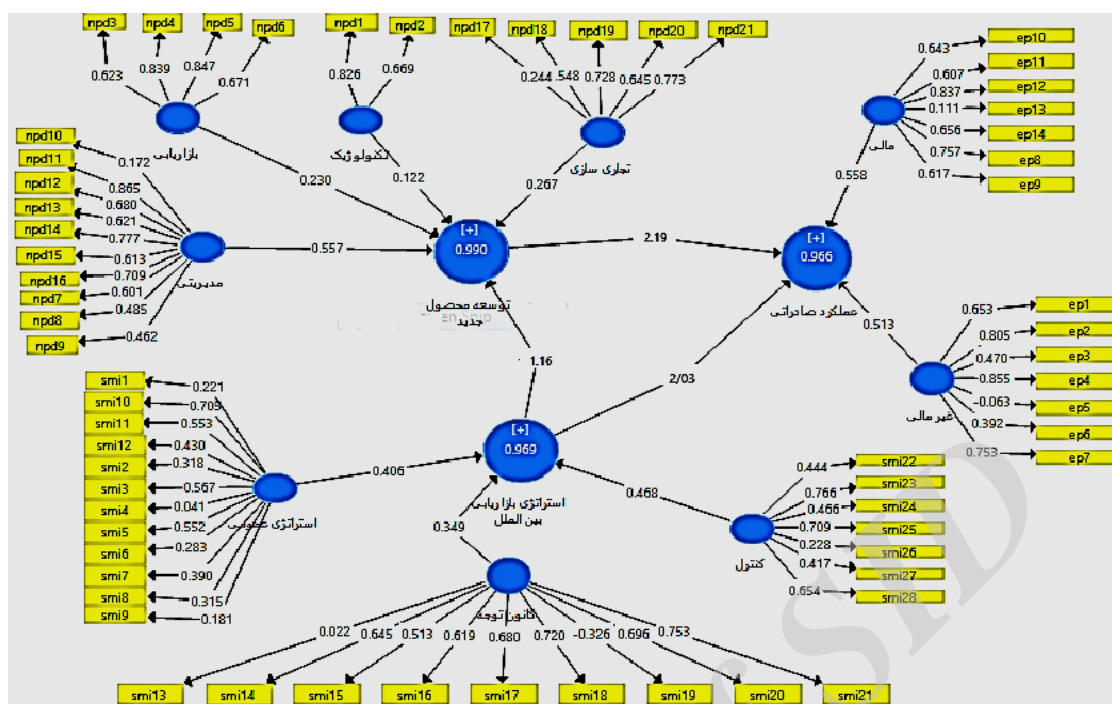 npd3
npd4
npd5
npd6
npd1
npd2
npd17
npd18
npd19
npd20
npd21
0.623
0.839
0.847
0.671
0.826
0.669
0.244
.548
0.728
0.645
0.773
بازاریابی
تکنولوژیک
تجاری سازی
ep10
ep11
ep12
ep13
ep14
ep8
ep9
0.643
0.607
0.837
0.111
0.656
0.757
0.617
مالی
npd10
npd11
npd12
npd13
npd14
npd15
npd16
npd7
npd8
npd9
0.172
0.865
0.680
0.621
0.777
0.613
0.709
0.601
0.485
0.462
مدیریتی
0.230
0.122
0.267
0.557
0.558
[+]
0.990
توسعه محصول
جدید
2.19
[+]
0.966
عملکرد صادراتی
0.513
ep1
ep2
ep3
ep4
ep5
ep6
ep7
0.653
0.805
0.470
0.855
-0.063
0.392
0.753
غیر مالی
1.16
2/03
smi1
smi10
smi11
smi12
smi2
smi3
smi4
smi5
smi6
smi7
smi8
smi9
0.221
0.709
0.553
0.430
0.318
0.567
0.041
0.552
0.283
0.390
0.315
0.181
استراتژی عمومی
0.406
[+]
0.969
استراتژی بازاریابی
بین الملل
0.349
0.468
smi22
smi23
smi24
smi25
smi26
smi27
smi28
0.444
0.766
0.466
0.709
0.228
0.417
0.654
کنترل
کانون توجه
0.022
0.645
0.513
0.619
0.680
0.720
-0.326
0.696
0.753
smi13
smi14
smi15
smi16
smi17
smi18
smi19
smi20
smi21
SID